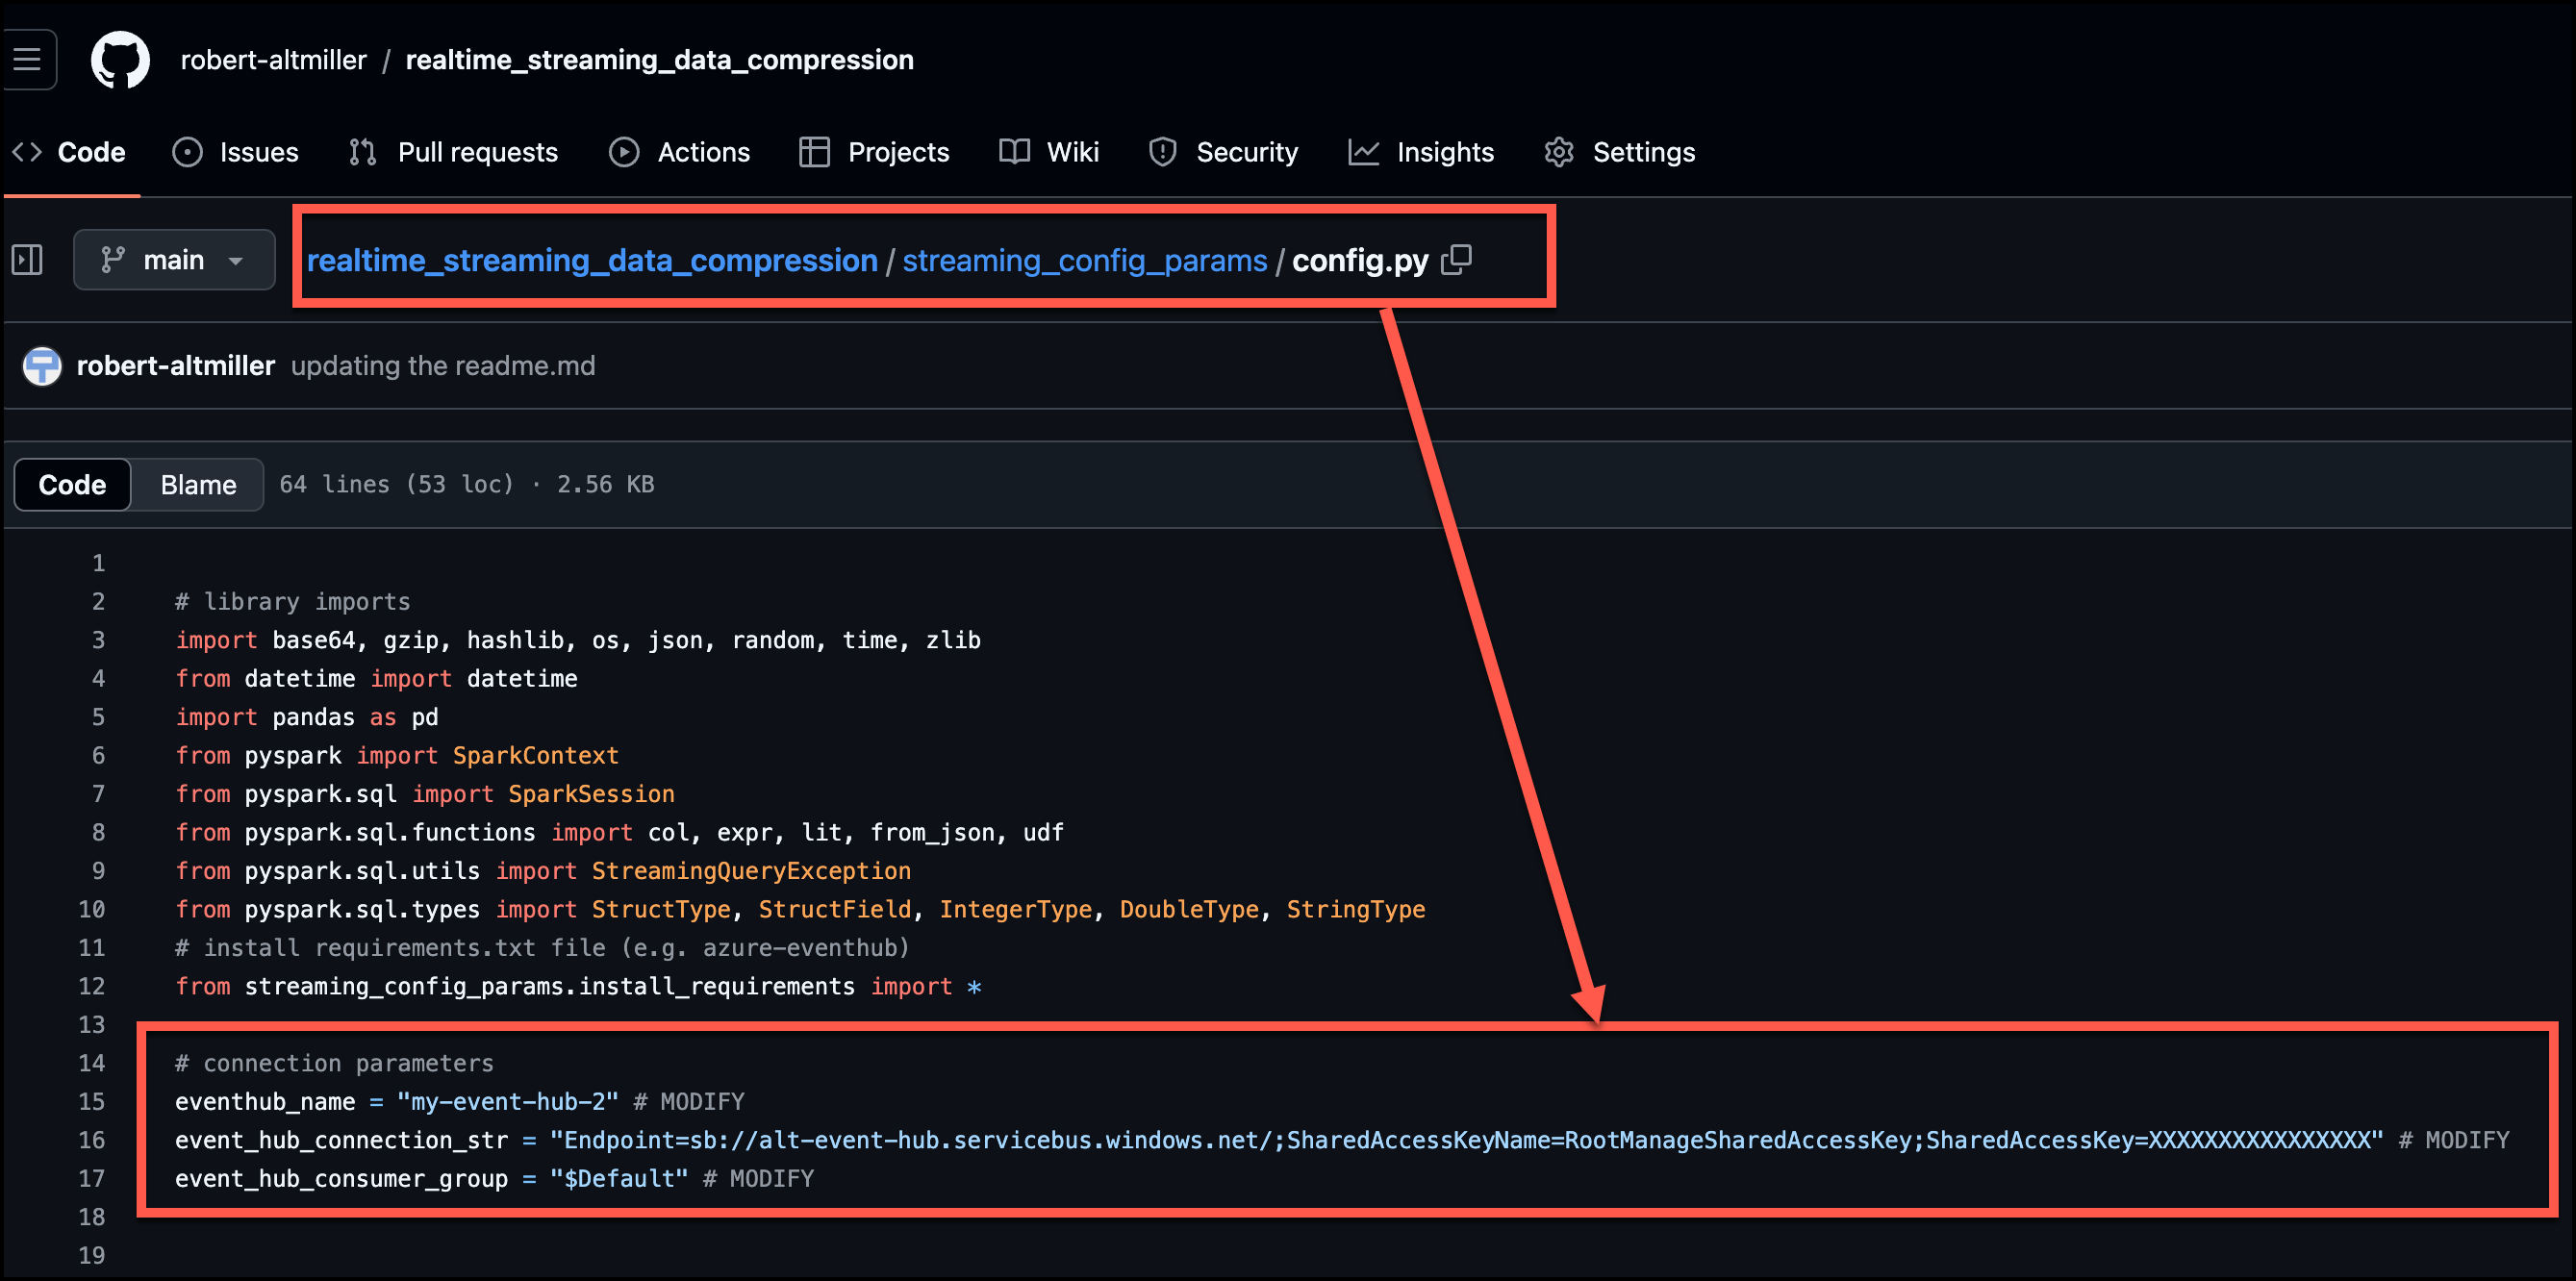 robert-altmiller / realtime_streaming_data_compression
Code Issues Pull requests Actions Projects Wiki Security Insights Settings
main realtime_streaming_data_compression / streaming_config_params / config.py
robert-altmiller updating the readme.md
Code Blame 64 lines (53 loc) · 2.56 KB
1
2 # library imports
3 import base64, gzip, hashlib, os, json, random, time, zlib
4 from datetime import datetime
5 import pandas as pd
6 from pyspark import SparkContext
7 from pyspark.sql import SparkSession
8 from pyspark.sql.functions import col, expr, lit, from_json, udf
9 from pyspark.sql.utils import StreamingQueryException
10 from pyspark.sql.types import StructType, StructField, IntegerType, DoubleType, StringType
11 # install requirements.txt file (e.g. azure-eventhub)
12 from streaming_config_params.install_requirements import *
13
14 # connection parameters
15 eventhub_name = "my-event-hub-2" # MODIFY
16 event_hub_connection_str = "Endpoint=sb://alt-event-hub.servicebus.windows.net/;SharedAccessKeyName=RootManageSharedAccessKey;SharedAccessKey=XXXXXXXXXXXXXXXX" # MODIFY
17 event_hub_consumer_group = "$Default" # MODIFY
18
19